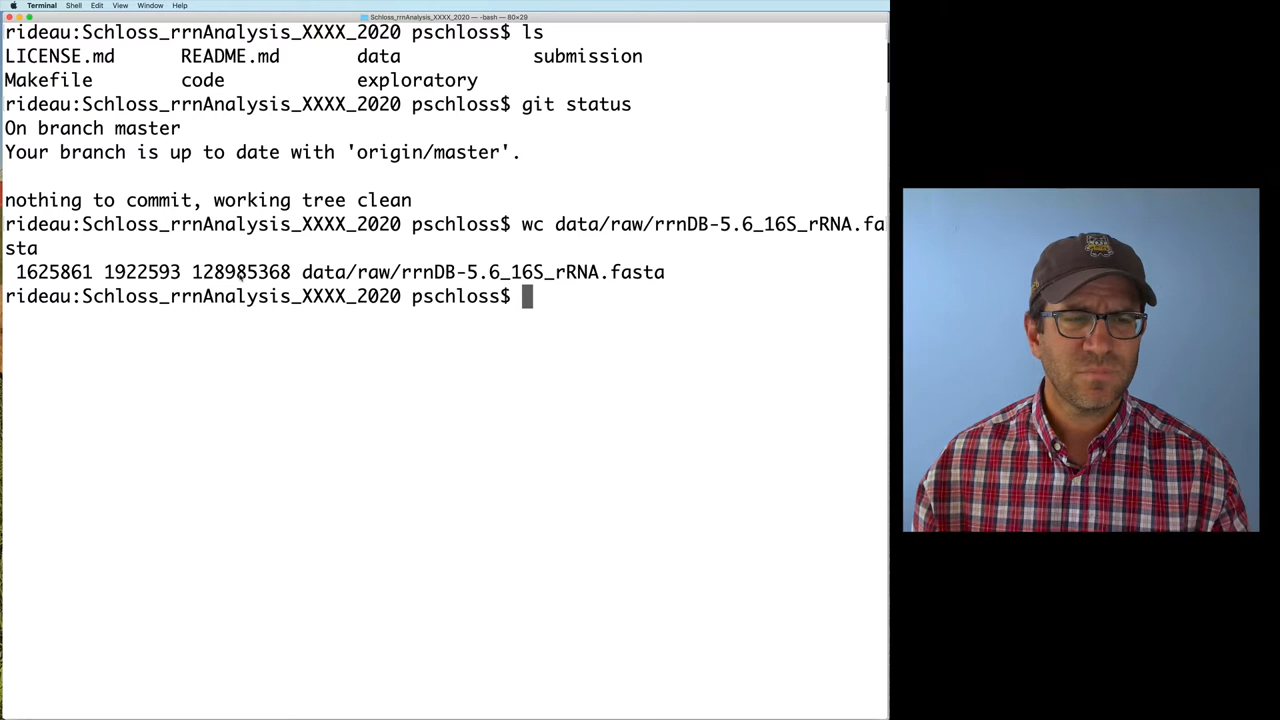 Terminal Shell Edit View Window Help
Schloss_rrnAnalysis_XXXX_2020 — -bash — 80×29
rideau:Schloss_rrnAnalysis_XXXX_2020 pschloss$ ls
LICENSE.md README.md data submission
Makefile code exploratory
rideau:Schloss_rrnAnalysis_XXXX_2020 pschloss$ git status
On branch master
Your branch is up to date with 'origin/master'.
nothing to commit, working tree clean
rideau:Schloss_rrnAnalysis_XXXX_2020 pschloss$ wc data/raw/rrnDB-5.6_16S_rRNA.fa
sta
1625861 1922593 128985368 data/raw/rrnDB-5.6_16S_rRNA.fasta
rideau:Schloss_rrnAnalysis_XXXX_2020 pschloss$